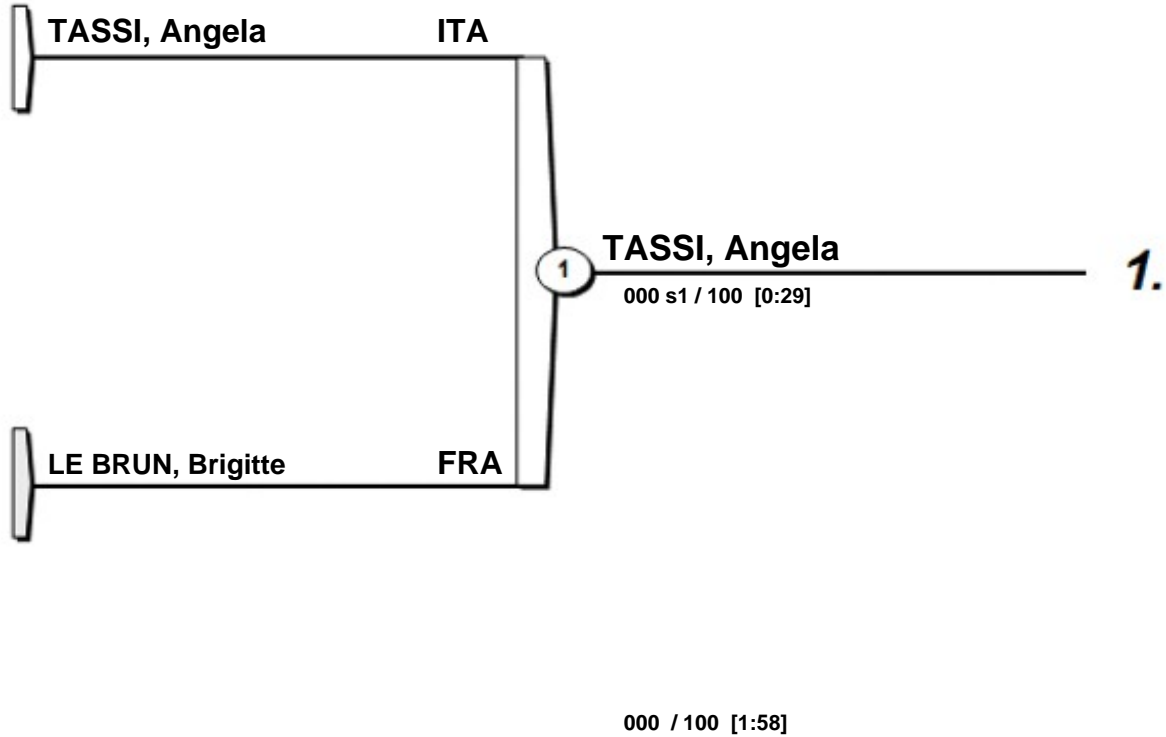 TASSI, Angela ITA
TASSI, Angela
1
1.
000 s1 / 100 [0:29]
LE BRUN, Brigitte FRA
000 / 100 [1:58]